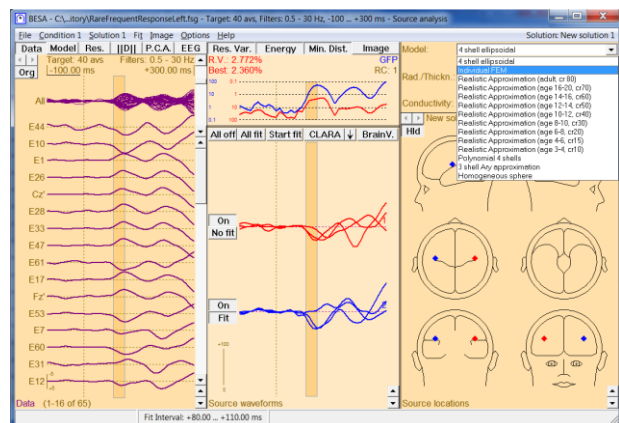 BESA - C:\...itory\RareFrequentResponseLeft.fsg - Target: 40 avs, Filters: 0.5 - 30 Hz, -100 ... +300 ms - Source analysis
File Condition 1 Solution 1 Fit Image Options Help
Solution: New solution 1
Data Model Res. ||D|| P.C.A. EEG
Org
Target: 40 avs Filters: 0.5 - 30 Hz
-100.00 ms +300.00 ms
All
E44
E10
E1
E26
Cz'
E28
E33
E47
E61
E17
Fz'
E53
E7
E60
E31
E12
Data (1-16 of 65)
Res. Var. Energy Min. Dist. Image
R.V.: 2.772% GFP
Best: 2.360% RC: 1
All off All fit Start fit CLARA BrainV.
On
No fit
1
On
Fit
2
+100
0
Source waveforms
Model:
4 shell ellipsoidal
4 shell ellipsoidal
Individual FEM
Realistic Approximation (adult, cr 80)
Realistic Approximation (age 16-20, cr70)
Realistic Approximation (age 14-16, cr60)
Realistic Approximation (age 12-14, cr50)
Realistic Approximation (age 10-12, cr40)
Realistic Approximation (age 8-10, cr30)
Realistic Approximation (age 6-8, cr20)
Realistic Approximation (age 4-6, cr15)
Realistic Approximation (age 3-4, cr10)
Polynomial 4 shells
3 shell Ary approximation
Homogeneous sphere
Rad./Thickn.
Conductivity:
New so
Hld
Source locations
Fit Interval: +80.00 ... +110.00 ms